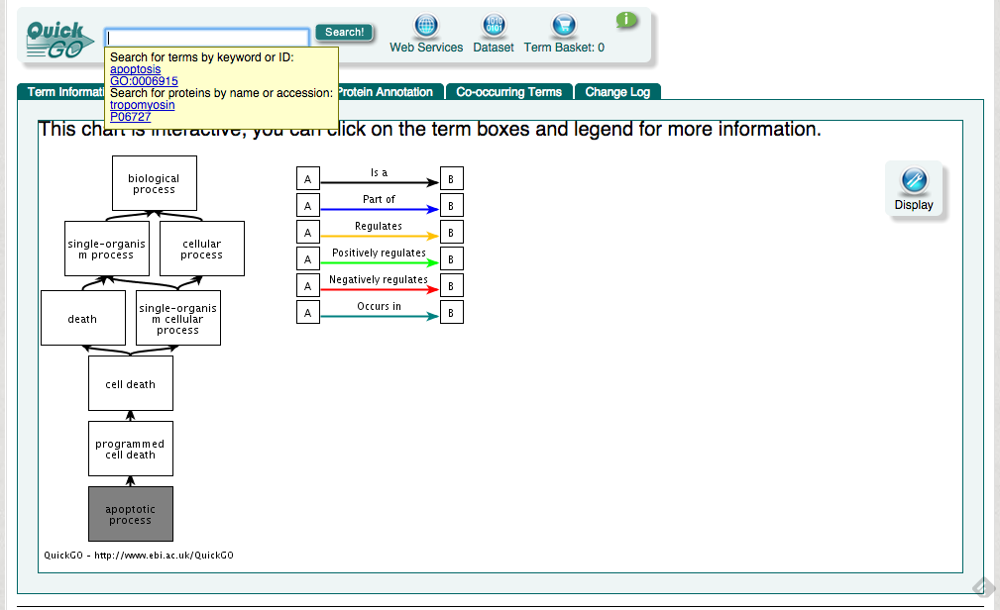 Quick
GO
Search!
Web Services
Dataset
Term Basket: 0
i
Search for terms by keyword or ID:
apoptosis
GO:0006915
Search for proteins by name or accession:
tropomyosin
P06727
Term Informati
Protein Annotation
Co-occurring Terms
Change Log
This chart is interactive, you can click on the term boxes and legend for more information.
Display
biological
process
single-organis
m process
cellular
process
death
single-organis
m cellular
process
cell death
programmed
cell death
apoptotic
process
A Is a B
A Part of B
A Regulates B
A Positively regulates B
A Negatively regulates B
A Occurs in B
QuickGO - http://www.ebi.ac.uk/QuickGO